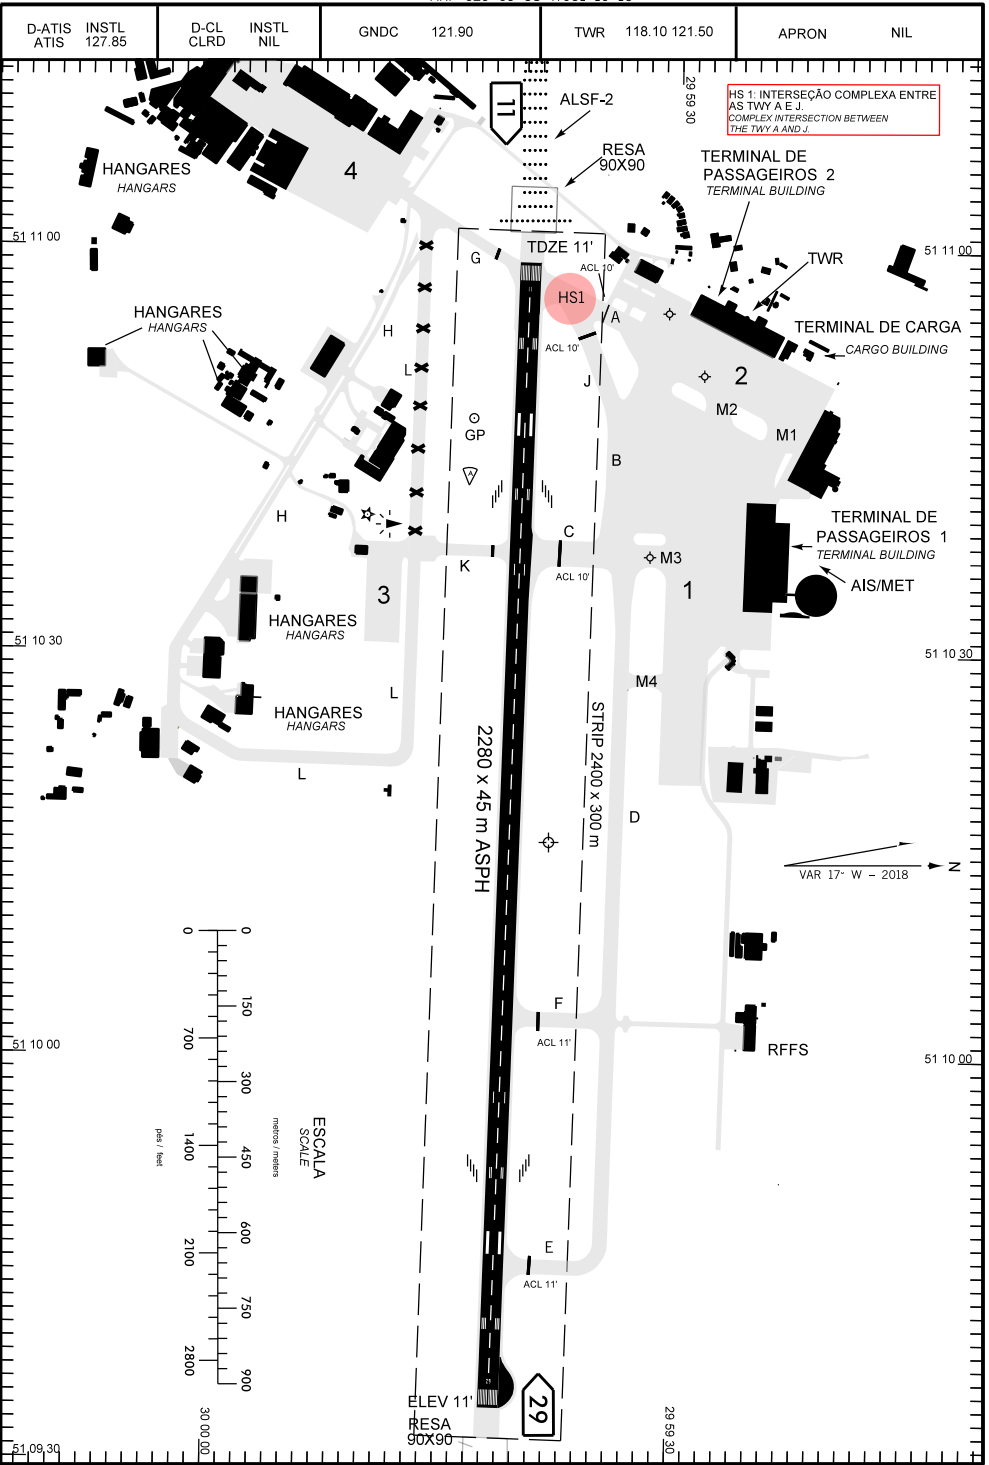 D-ATIS INSTL
ATIS 127.85
D-CL INSTL
CLRD NIL
GNDC 121.90
TWR 118.10 121.50
APRON NIL
11
ALSF-2
29 59 30
HS 1: INTERSEÇÃO COMPLEXA ENTRE
AS TWY A E J.
COMPLEX INTERSECTION BETWEEN
THE TWY A AND J.
RESA
90X90
TERMINAL DE
PASSAGEIROS 2
TERMINAL BUILDING
HANGARES
HANGARS
4
51 11 00
51 11 00
TDZE 11'
G
ACL 10'
TWR
HS1
A
HANGARES
HANGARS
H
TERMINAL DE CARGA
CARGO BUILDING
ACL 10'
L
J
2
M2
GP
A
M1
B
H
C
TERMINAL DE
PASSAGEIROS 1
TERMINAL BUILDING
K
ACL 10'
M3
1
AIS/MET
3
HANGARES
HANGARS
51 10 30
51 10 30
M4
L
HANGARES
HANGARS
L
2280 x 45 m ASPH
STRIP 2400 x 300 m
D
VAR 17° W - 2018
N
0 0
150
700
300
1400
450
600
2100
750
2800
900
pés / feet
metros / meters
ESCALA
SCALE
F
ACL 11'
RFFS
51 10 00
51 10 00
E
ACL 11'
29
ELEV 11'
RESA
90X90
29
30 00 00
29 59 30
51 09 30